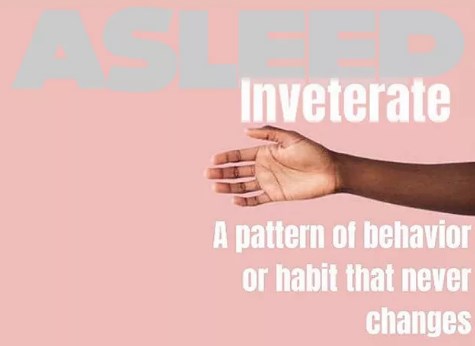 ASLEEP
Inveterate
A pattern of behavior
or habit that never
changes